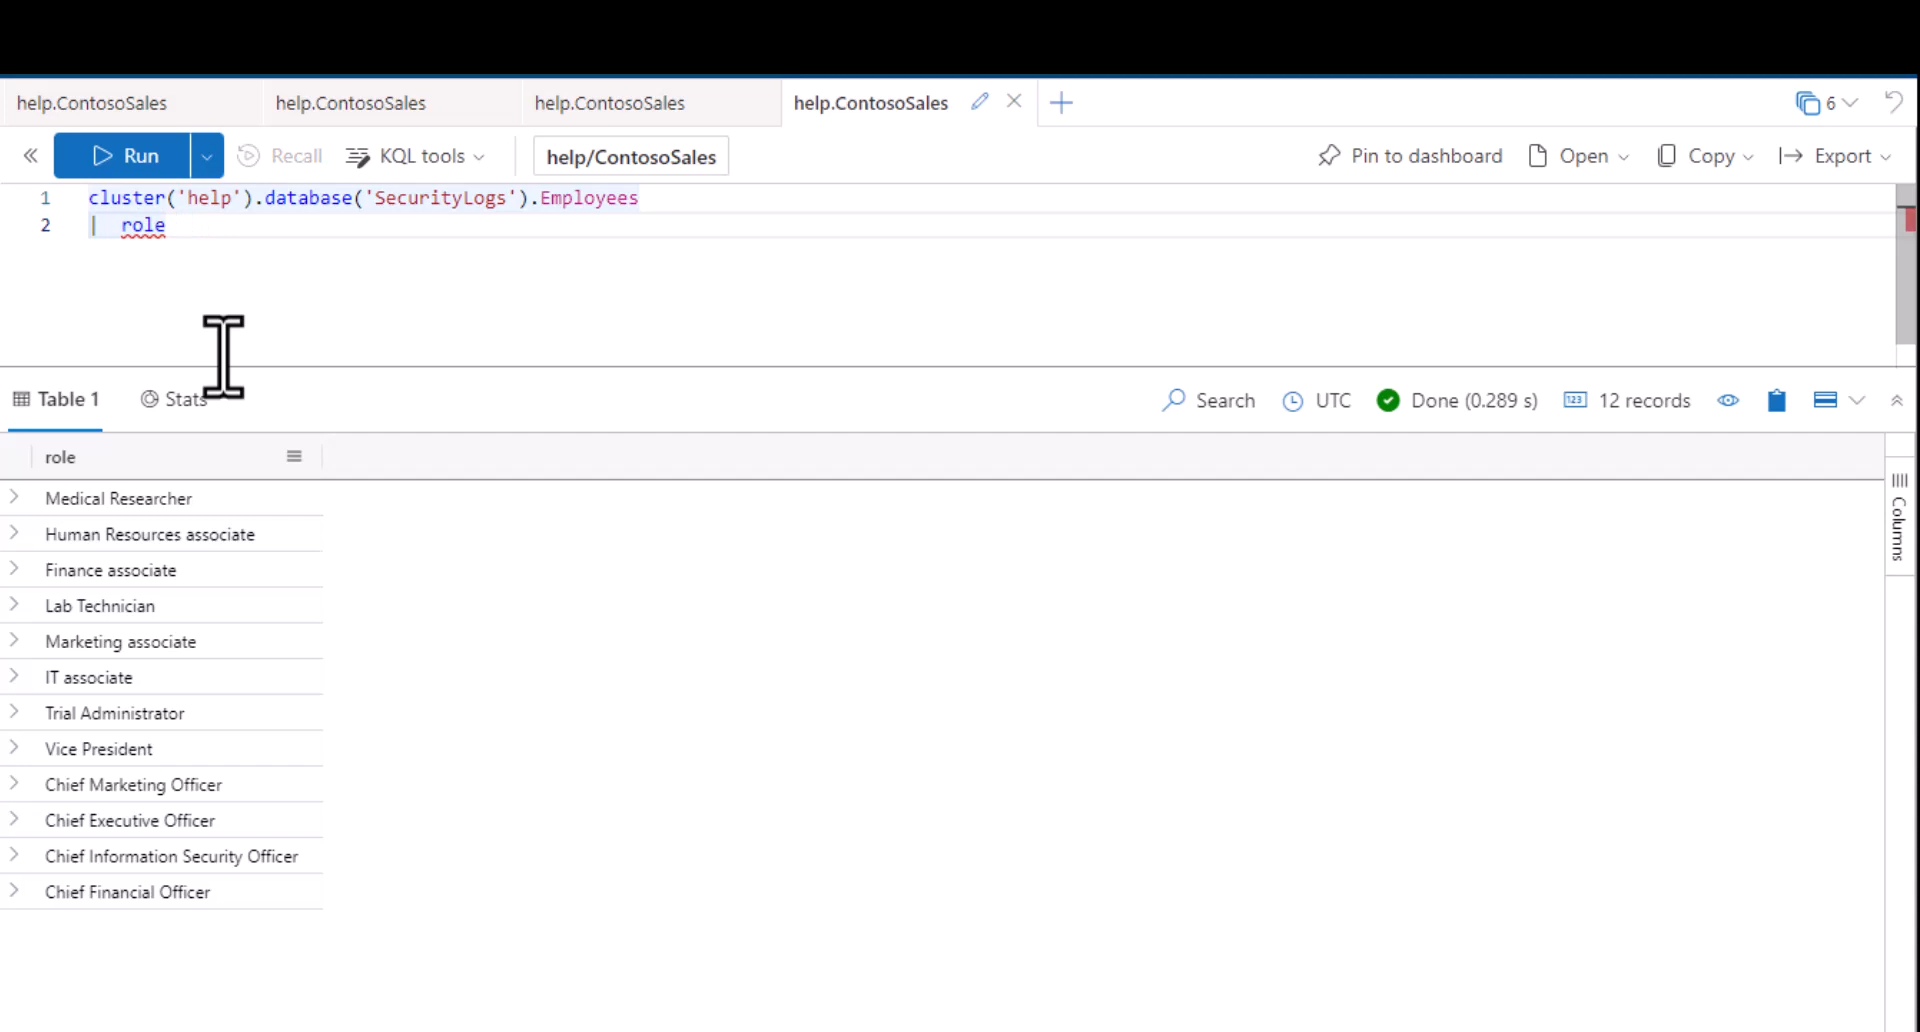 help.ContosoSales help.ContosoSales help.ContosoSales help.ContosoSales 6
Run Recall KQL tools help/ContosoSales Pin to dashboard Open Copy Export
1 cluster('help').database('SecurityLogs').Employees
2 | role
Table 1 Stats Search UTC Done (0.289 s) 123 12 records
role
Columns
Medical Researcher
Human Resources associate
Finance associate
Lab Technician
Marketing associate
IT associate
Trial Administrator
Vice President
Chief Marketing Officer
Chief Executive Officer
Chief Information Security Officer
Chief Financial Officer